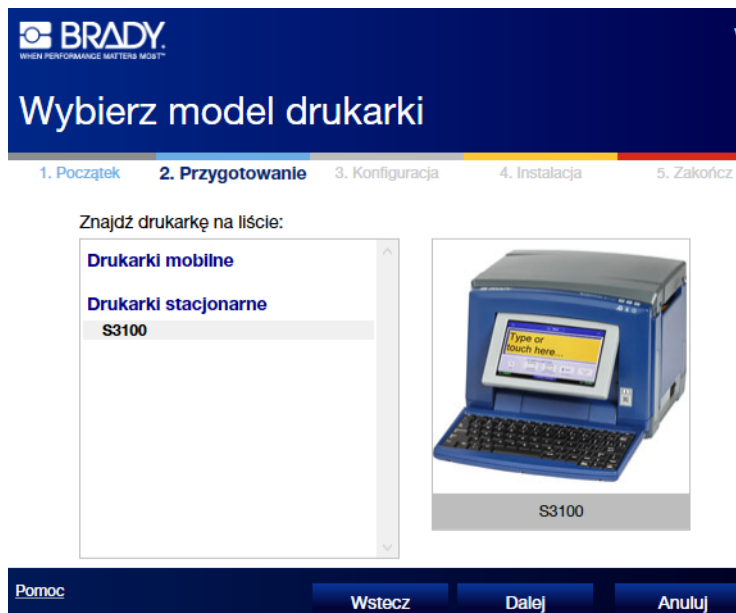 BRADY.
WHEN PERFORMANCE MATTERS MOST™
Wybierz model drukarki
1. Początek 2. Przygotowanie 3. Konfiguracja 4. Instalacja 5. Zakończ
Znajdź drukarkę na liście:
Drukarki mobilne
Drukarki stacjonarne
S3100
Type or
touch here...
S3100
Pomoc Wstecz Dalej Anuluj